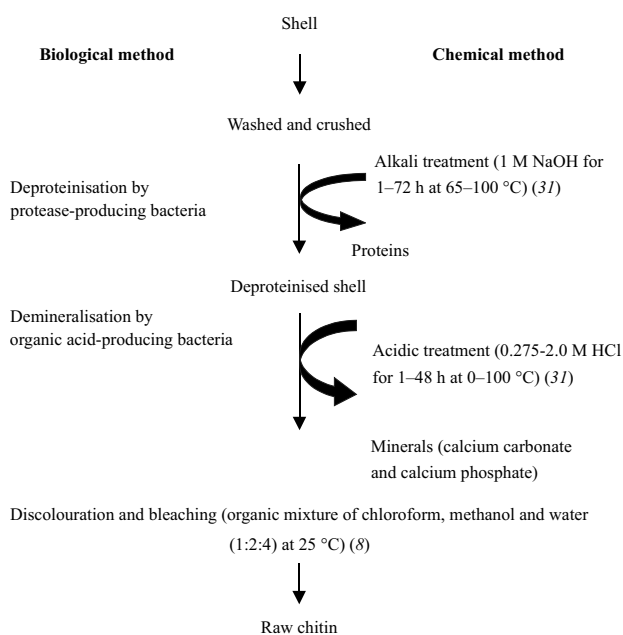 Shell
Biological method
Chemical method
Washed and crushed
Alkali treatment (1 M NaOH for
1–72 h at 65–100 °C) (31)
Deproteinisation by
protease-producing bacteria
Proteins
Deproteinised shell
Demineralisation by
organic acid-producing bacteria
Acidic treatment (0.275-2.0 M HCl
for 1–48 h at 0–100 °C) (31)
Minerals (calcium carbonate
and calcium phosphate)
Discolouration and bleaching (organic mixture of chloroform, methanol and water
(1:2:4) at 25 °C) (8)
Raw chitin